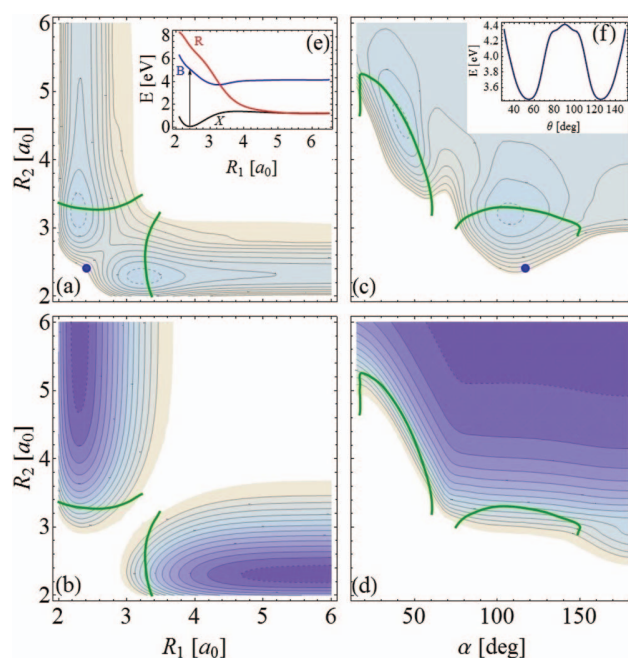 6
5
4
3
2
R₂ [a₀]
(a)
8
6
4
2
0
E [eV]
R
B
X
(e)
2 3 4 5 6
R₁ [a₀]
(c)
4.4
4.2
4.0
3.8
3.6
E [eV]
(f)
40 60 80 100 120 140
θ [deg]
6
5
4
3
2
R₂ [a₀]
(b)
(d)
2 3 4 5 6
50 100 150
R₁ [a₀]
α [deg]